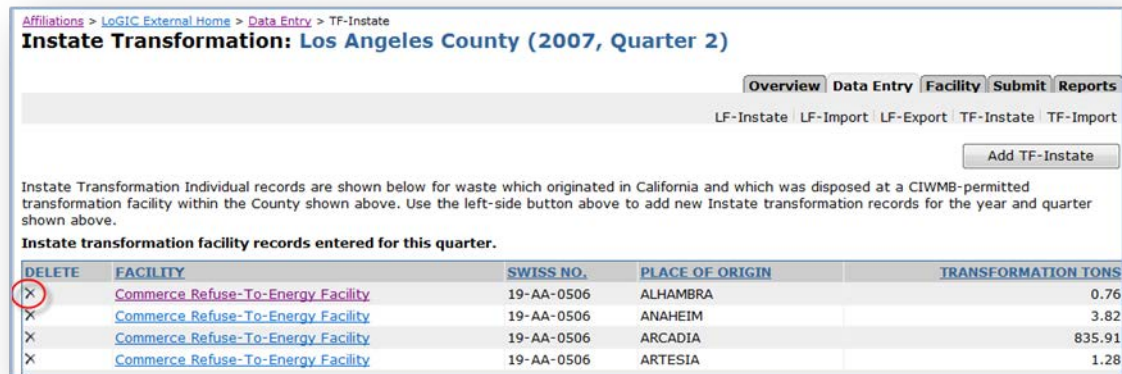 Affiliations > LoGIC External Home > Data Entry > TF-Instate
Instate Transformation: Los Angeles County (2007, Quarter 2)
Overview Data Entry Facility Submit Reports
LF-Instate LF-Import LF-Export TF-Instate TF-Import
Add TF-Instate
Instate Transformation Individual records are shown below for waste which originated in California and which was disposed at a CIWMB-permitted
transformation facility within the County shown above. Use the left-side button above to add new Instate transformation records for the year and quarter
shown above.
Instate transformation facility records entered for this quarter.
DELETE FACILITY SWISS NO. PLACE OF ORIGIN TRANSFORMATION TONS
X Commerce Refuse-To-Energy Facility 19-AA-0506 ALHAMBRA 0.76
X Commerce Refuse-To-Energy Facility 19-AA-0506 ANAHEIM 3.82
X Commerce Refuse-To-Energy Facility 19-AA-0506 ARCADIA 835.91
X Commerce Refuse-To-Energy Facility 19-AA-0506 ARTESIA 1.28